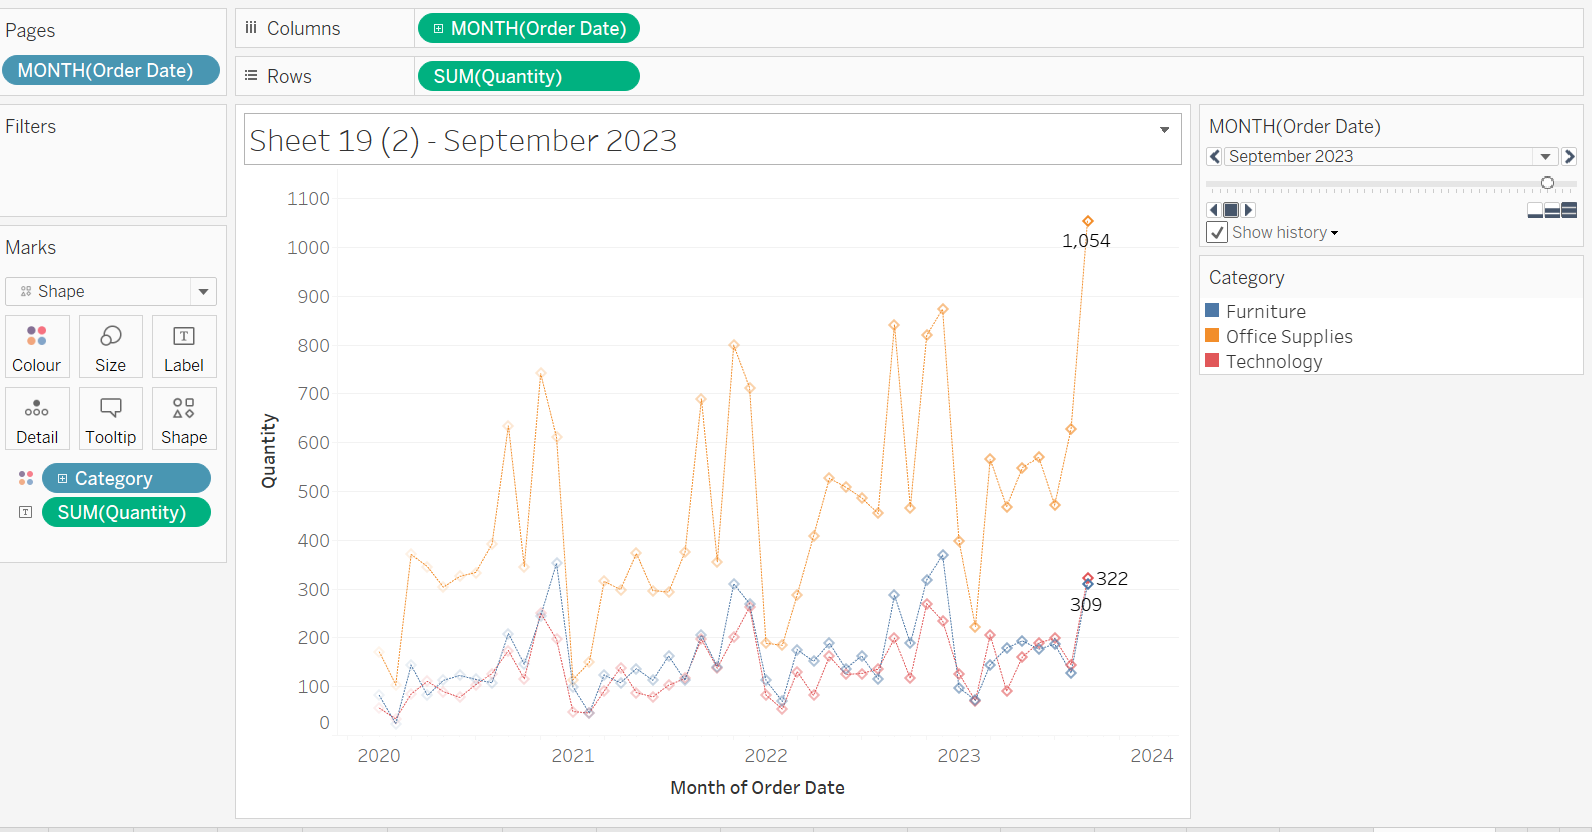 Pages
MONTH(Order Date)
Columns
MONTH(Order Date)
Rows
SUM(Quantity)
Filters
Marks
Shape
Colour
Size
Label
Detail
Tooltip
Shape
Category
SUM(Quantity)
Sheet 19 (2) - September 2023
1100
1000
900
800
700
600
500
400
300
200
100
0
Quantity
1,054
322
309
2020
2021
2022
2023
2024
Month of Order Date
MONTH(Order Date)
September 2023
Show history
Category
Furniture
Office Supplies
Technology